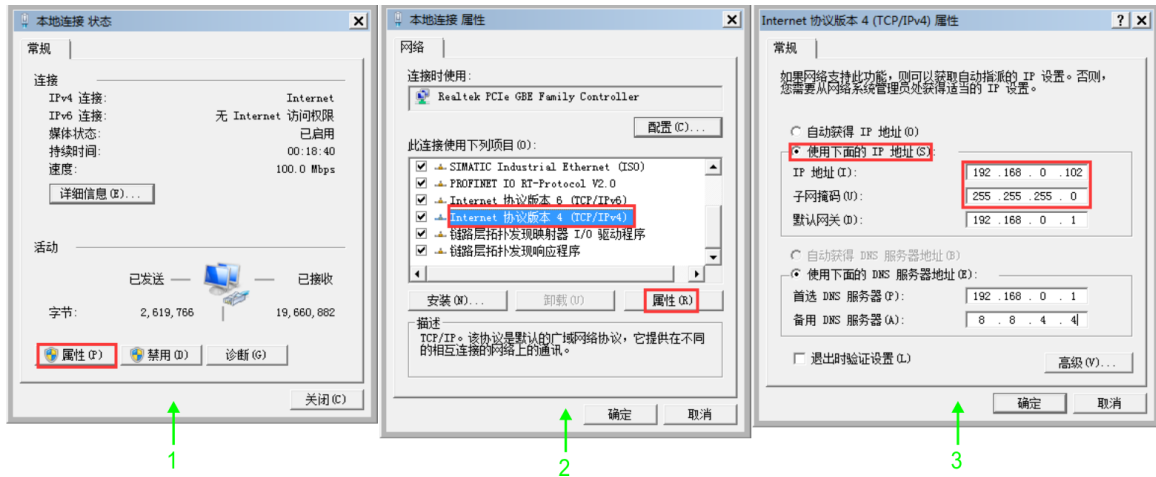 本地连接 状态
常规
连接
IPv4 连接: Internet
IPv6 连接: 无 Internet 访问权限
媒体状态: 已启用
持续时间: 00:18:40
速度: 100.0 Mbps
详细信息(E)...
活动
已发送 — — 已接收
字节: 2,619,766 | 19,660,882
属性(P) 禁用(D) 诊断(G)
关闭(C)
1
本地连接 属性
网络
连接时使用:
Realtek PCIe GBE Family Controller
配置(C)...
此连接使用下列项目(O):
SIMATIC Industrial Ethernet (ISO)
PROFINET IO RT-Protocol V2.0
Internet 协议版本 6 (TCP/IPv6)
Internet 协议版本 4 (TCP/IPv4)
链路层拓扑发现映射器 I/O 驱动程序
链路层拓扑发现响应程序
安装(N)... 卸载(U) 属性(R)
描述
TCP/IP。该协议是默认的广域网络协议，它提供在不同
的相互连接的网络上的通讯。
确定 取消
2
Internet 协议版本 4 (TCP/IPv4) 属性
常规
如果网络支持此功能，则可以获取自动指派的 IP 设置。否则，
您需要从网络系统管理员处获得适当的 IP 设置。
自动获得 IP 地址(O)
使用下面的 IP 地址(S):
IP 地址(I): 192 .168 . 0 .102
子网掩码(U): 255 .255 .255 . 0
默认网关(D): 192 .168 . 0 . 1
自动获得 DNS 服务器地址(B)
使用下面的 DNS 服务器地址(E):
首选 DNS 服务器(P): 192 .168 . 0 . 1
备用 DNS 服务器(A): 8 . 8 . 4 . 4
退出时验证设置(L)
高级(V)...
确定 取消
3